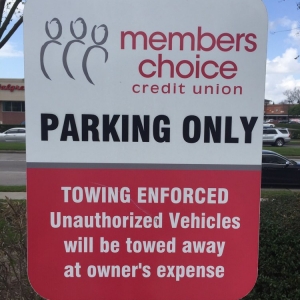 members
choice
credit union
PARKING ONLY
TOWING ENFORCED
Unauthorized Vehicles
will be towed away
at owner's expense